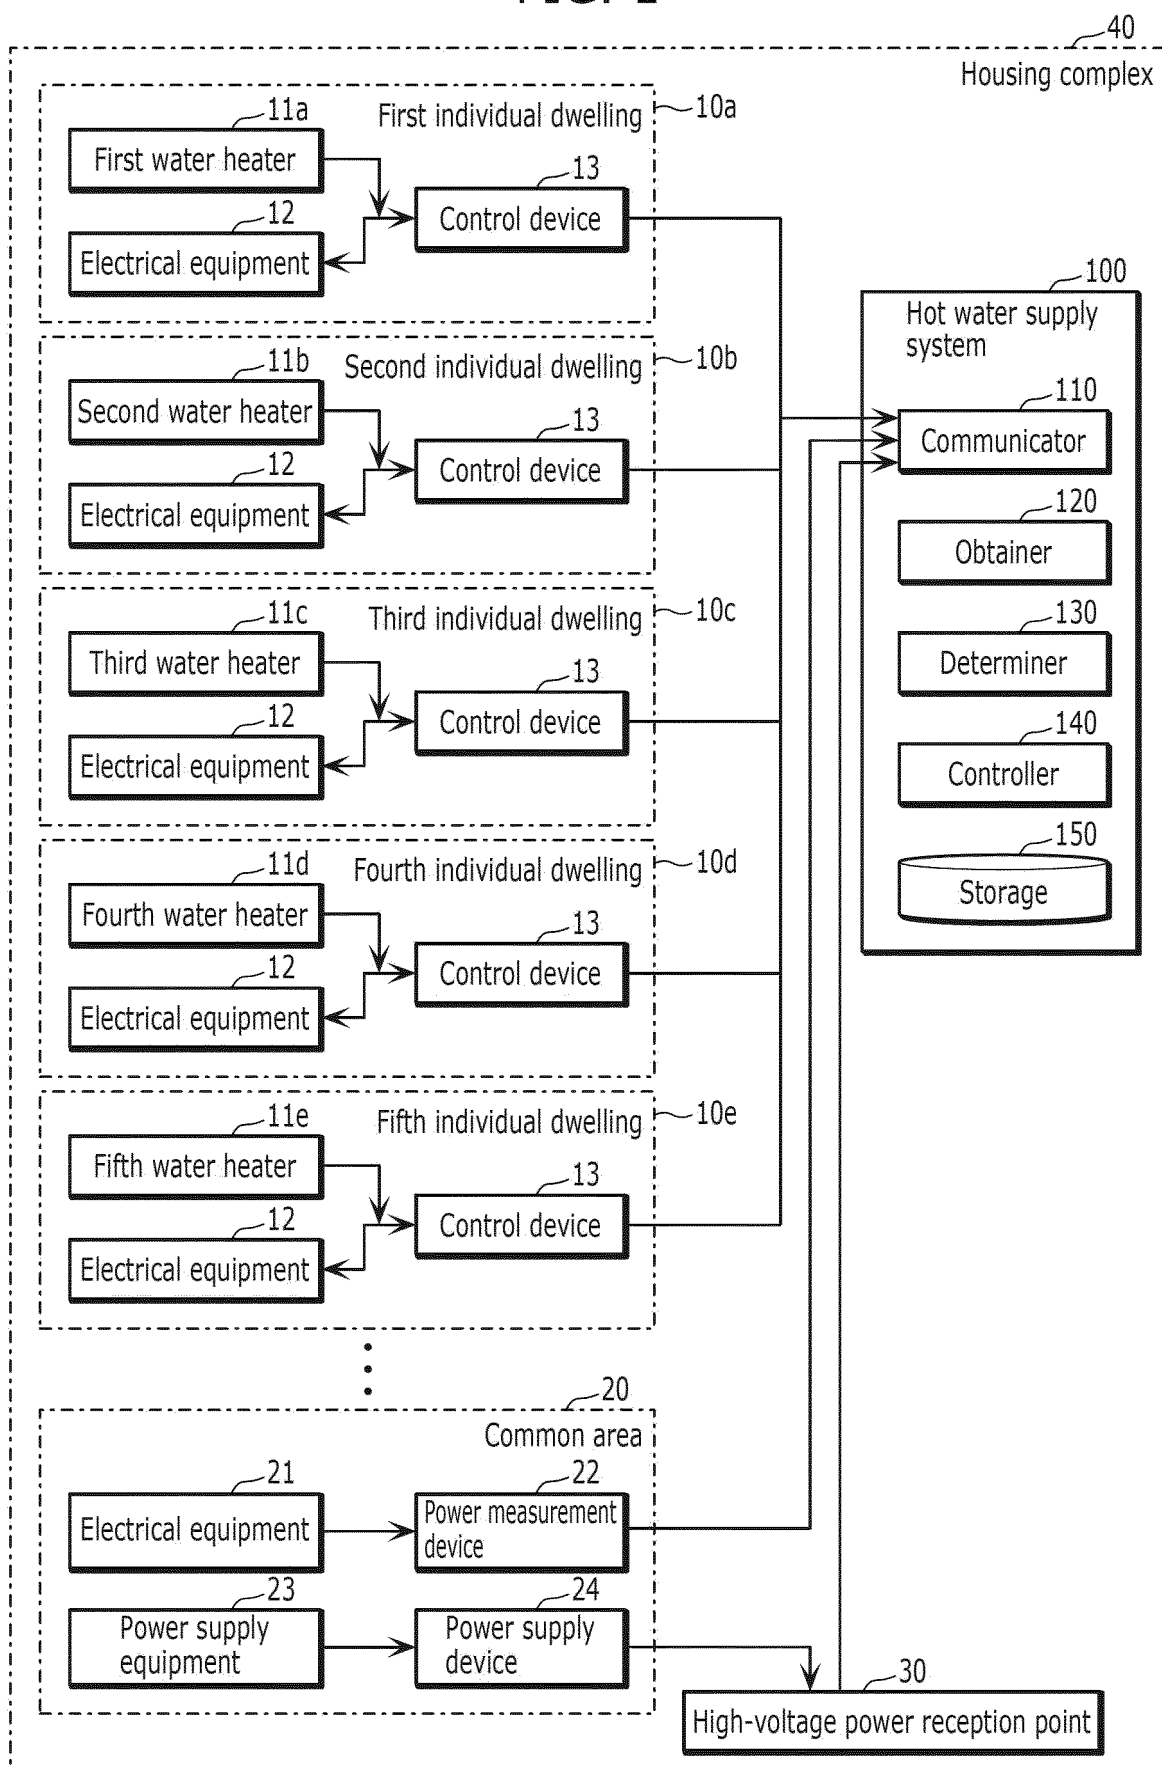 40
Housing complex
First individual dwelling
10a
11a
First water heater
12
Electrical equipment
13
Control device
Second individual dwelling
10b
11b
Second water heater
12
Electrical equipment
13
Control device
Third individual dwelling
10c
11c
Third water heater
12
Electrical equipment
13
Control device
Fourth individual dwelling
10d
11d
Fourth water heater
12
Electrical equipment
13
Control device
Fifth individual dwelling
10e
11e
Fifth water heater
12
Electrical equipment
13
Control device
20
Common area
21
Electrical equipment
22
Power measurement
device
23
Power supply
equipment
24
Power supply
device
30
High-voltage power reception point
100
Hot water supply
system
110
Communicator
120
Obtainer
130
Determiner
140
Controller
150
Storage